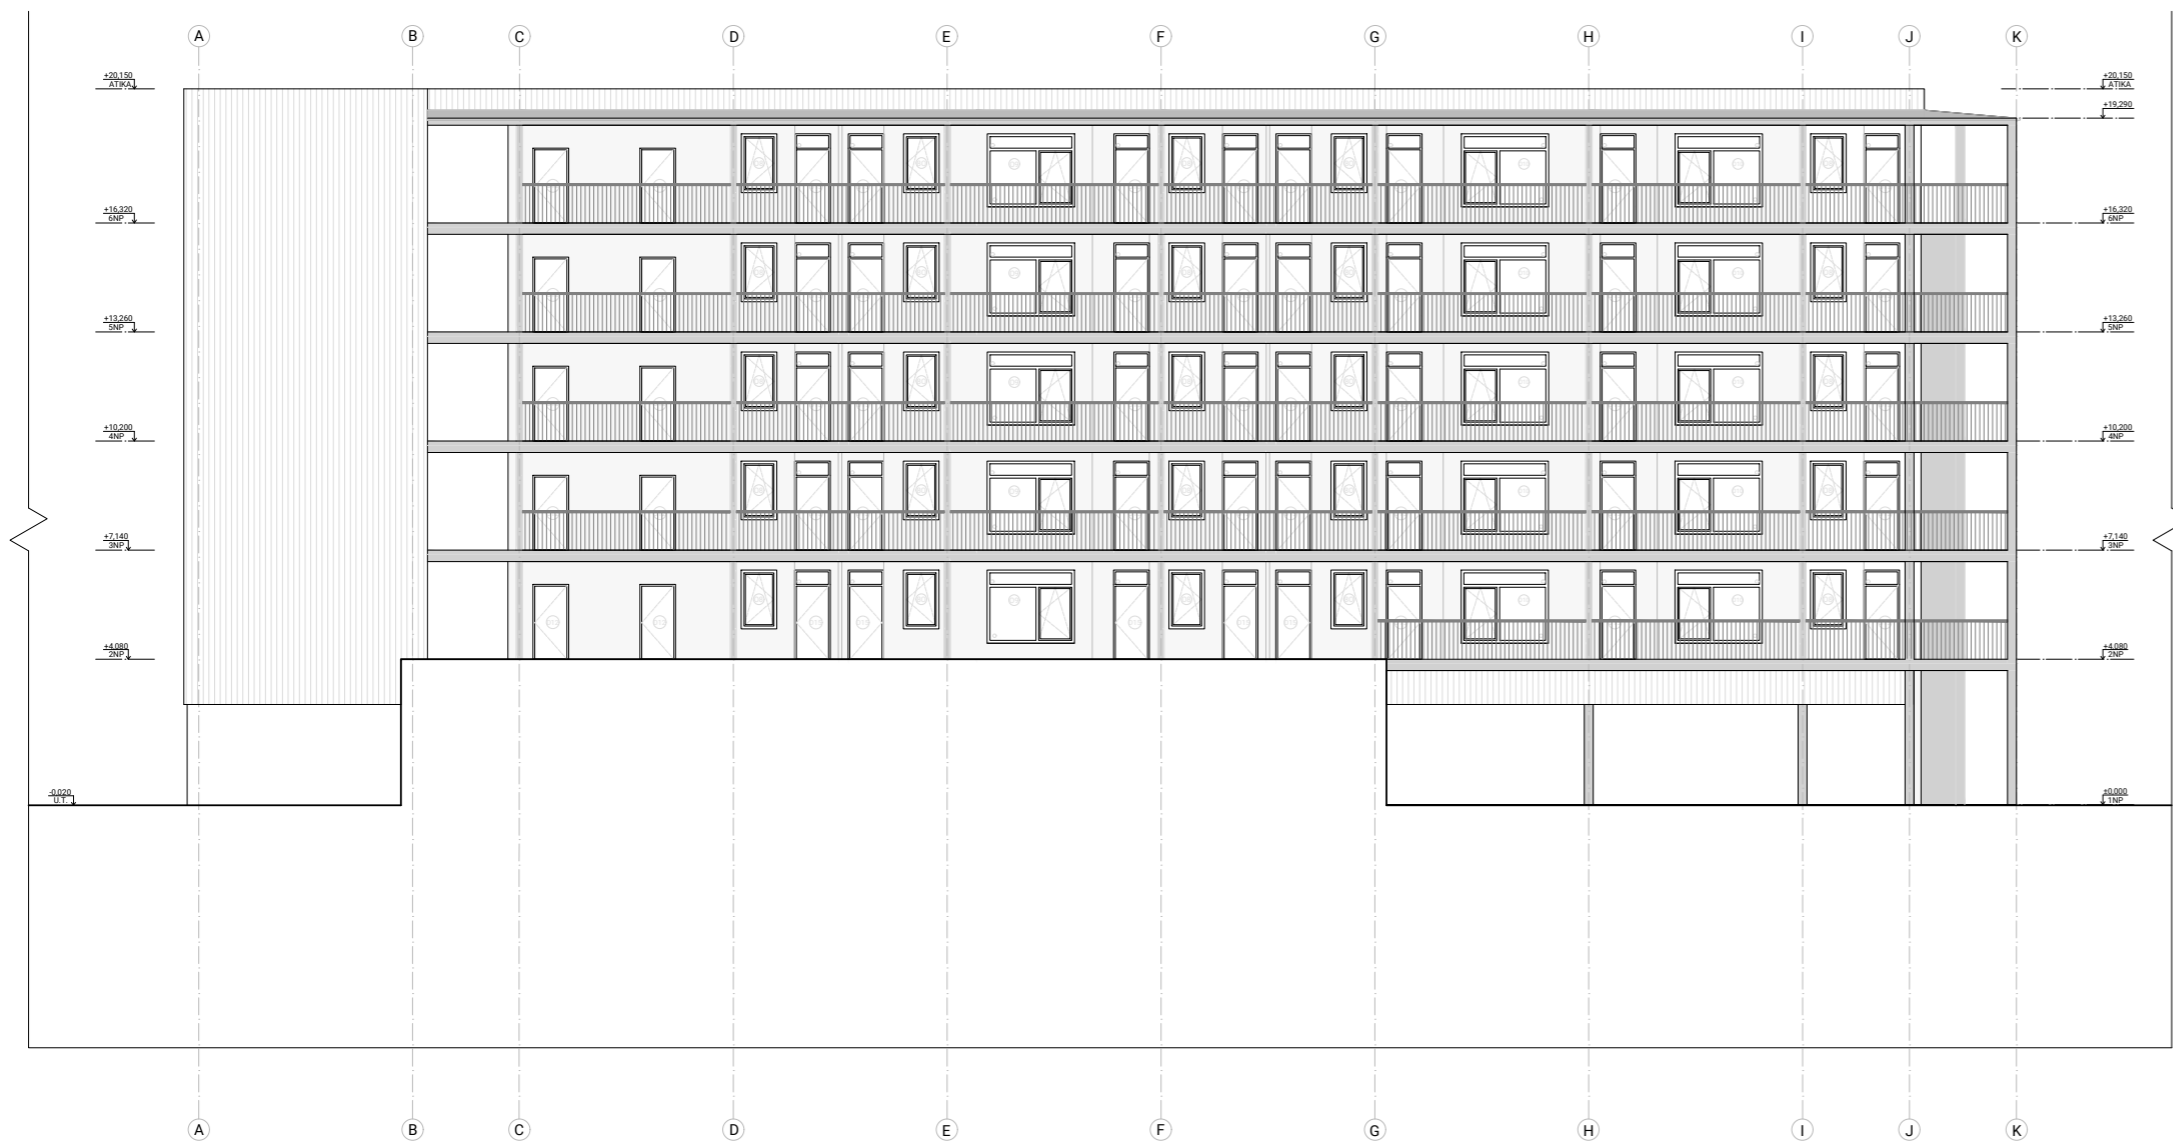 A B C D E F G H I J K
+20,150
ATIKA
+20,150
ATIKA
+19,290
+16,320
6NP
+16,320
6NP
+13,260
5NP
+13,260
5NP
+10,200
4NP
+10,200
4NP
+7,140
3NP
+7,140
3NP
+4,080
2NP
+4,080
2NP
-0,020
U.T.
±0,000
1NP
A B C D E F G H I J K